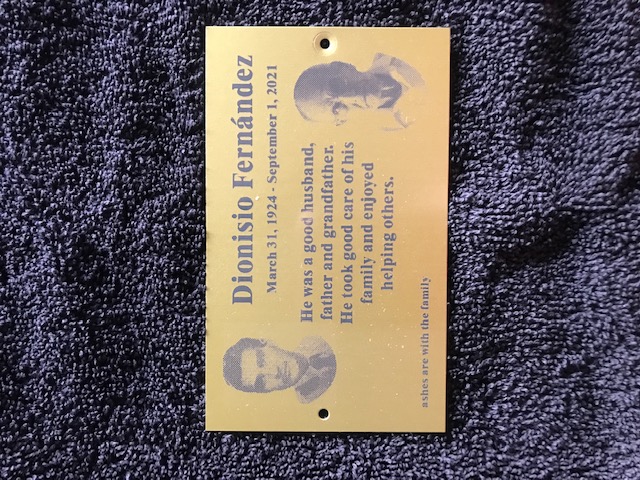 Dionisio Fernández
March 31, 1924 - September 1, 2021
He was a good husband,
father and grandfather.
He took good care of his
family and enjoyed
helping others.
ashes are with the family